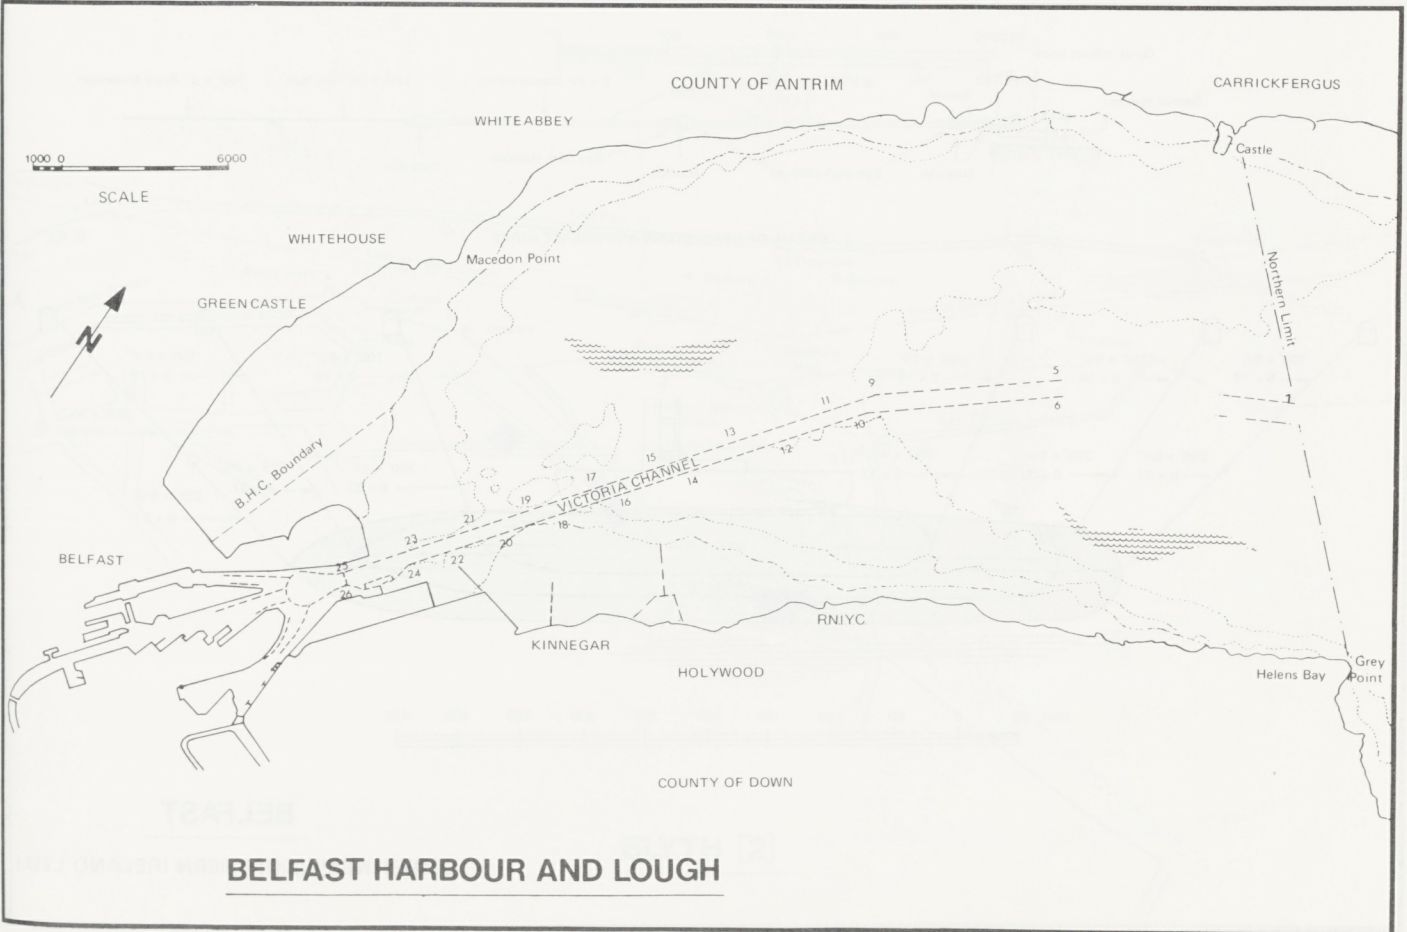 COUNTY OF ANTRIM
CARRICKFERGUS
WHITEABBEY
Castle
1000 0 6000
SCALE
WHITEHOUSE
Macedon Point
GREENCASTLE
N
Northern Limit
5
6
9
10
11
12
13
14
15
16
17
18
19
20
21
22
23
24
25
26
1
VICTORIA CHANNEL
B.H.C. Boundary
BELFAST
KINNEGAR
RNIYC
HOLYWOOD
Helens Bay
Grey
Point
COUNTY OF DOWN
BELFAST HARBOUR AND LOUGH